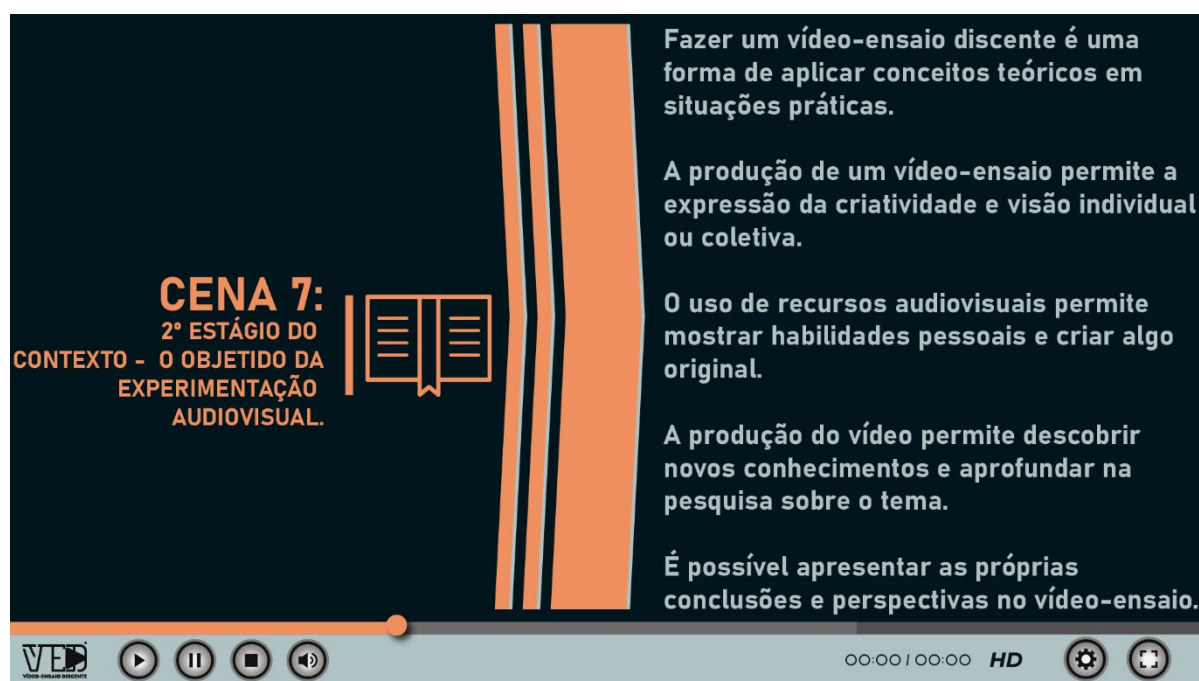 CENA 7:
2º ESTÁGIO DO
CONTEXTO - O OBJETIDO DA
EXPERIMENTAÇÃO
AUDIOVISUAL.
Fazer um vídeo-ensaio discente é uma
forma de aplicar conceitos teóricos em
situações práticas.
A produção de um vídeo-ensaio permite a
expressão da criatividade e visão individual
ou coletiva.
O uso de recursos audiovisuais permite
mostrar habilidades pessoais e criar algo
original.
A produção do vídeo permite descobrir
novos conhecimentos e aprofundar na
pesquisa sobre o tema.
É possível apresentar as próprias
conclusões e perspectivas no vídeo-ensaio.
VED
VÍDEO-ENSAIO DISCENTE
00:00 / 00:00 HD